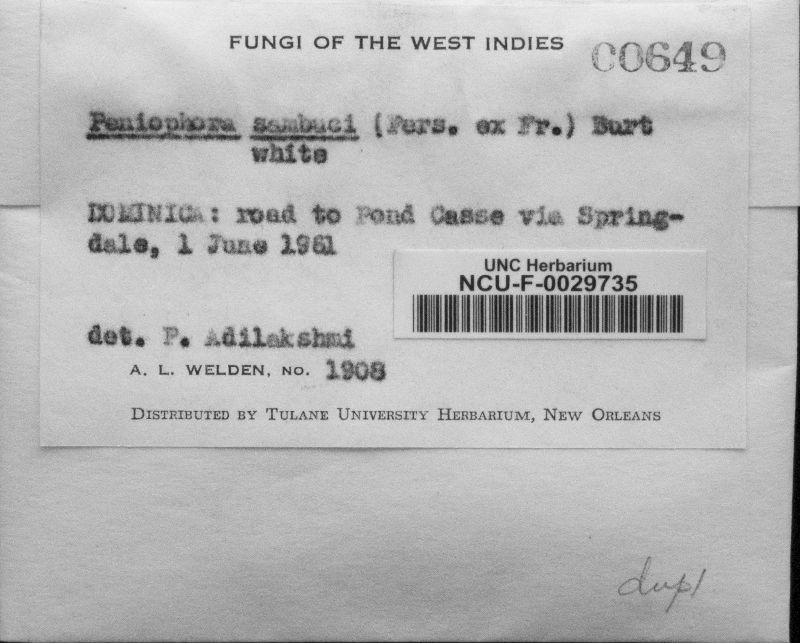 FUNGI OF THE WEST INDIES
00649
Peniophora sambuci (Pers. ex Fr.) Burt
white
DOMINICA: road to Pond Casse via Spring-
dale, 1 June 1961
UNC Herbarium
NCU-F-0029735
det. P. Adilakshmi
A. L. WELDEN, NO. 1908
DISTRIBUTED BY TULANE UNIVERSITY HERBARIUM, NEW ORLEANS
dupl